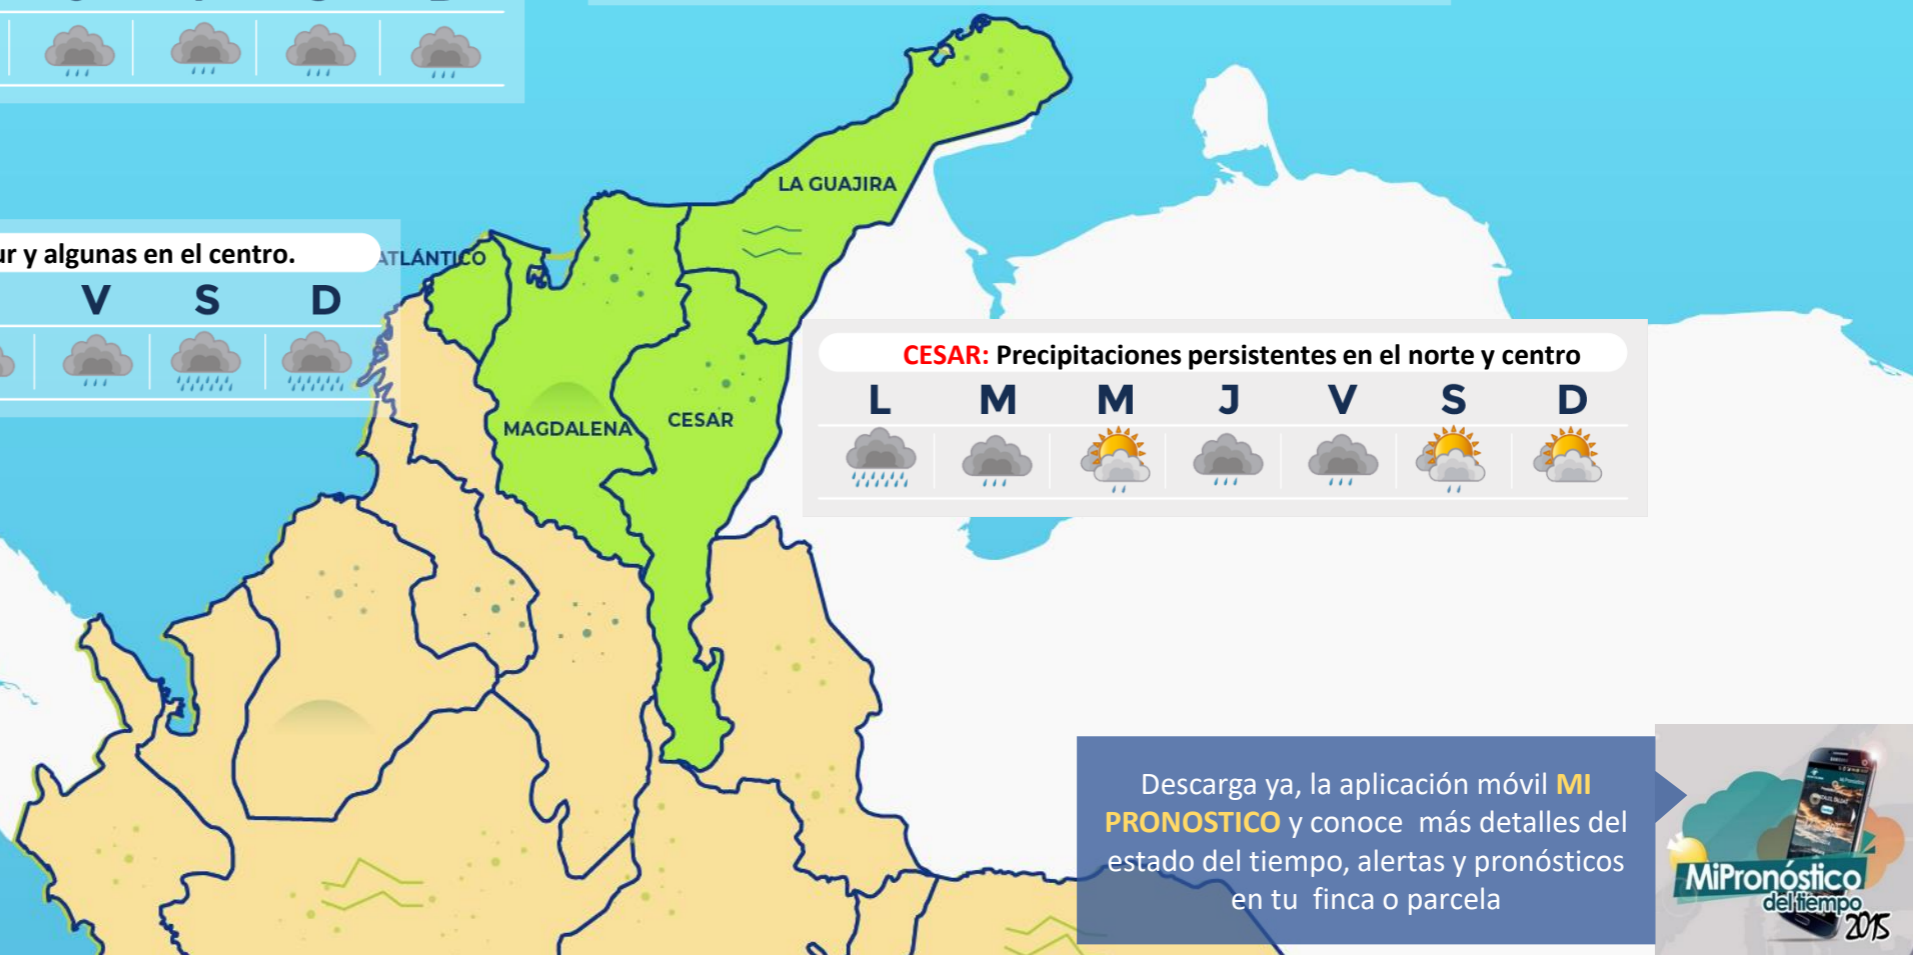 LA GUAJIRA
ur y algunas en el centro.
ATLÁNTICO
V S D
CESAR: Precipitaciones persistentes en el norte y centro
L M M J V S D
MAGDALENA
CESAR
Descarga ya, la aplicación móvil MI
PRONOSTICO y conoce más detalles del
estado del tiempo, alertas y pronósticos
en tu finca o parcela
MiPronóstico
del tiempo
2015